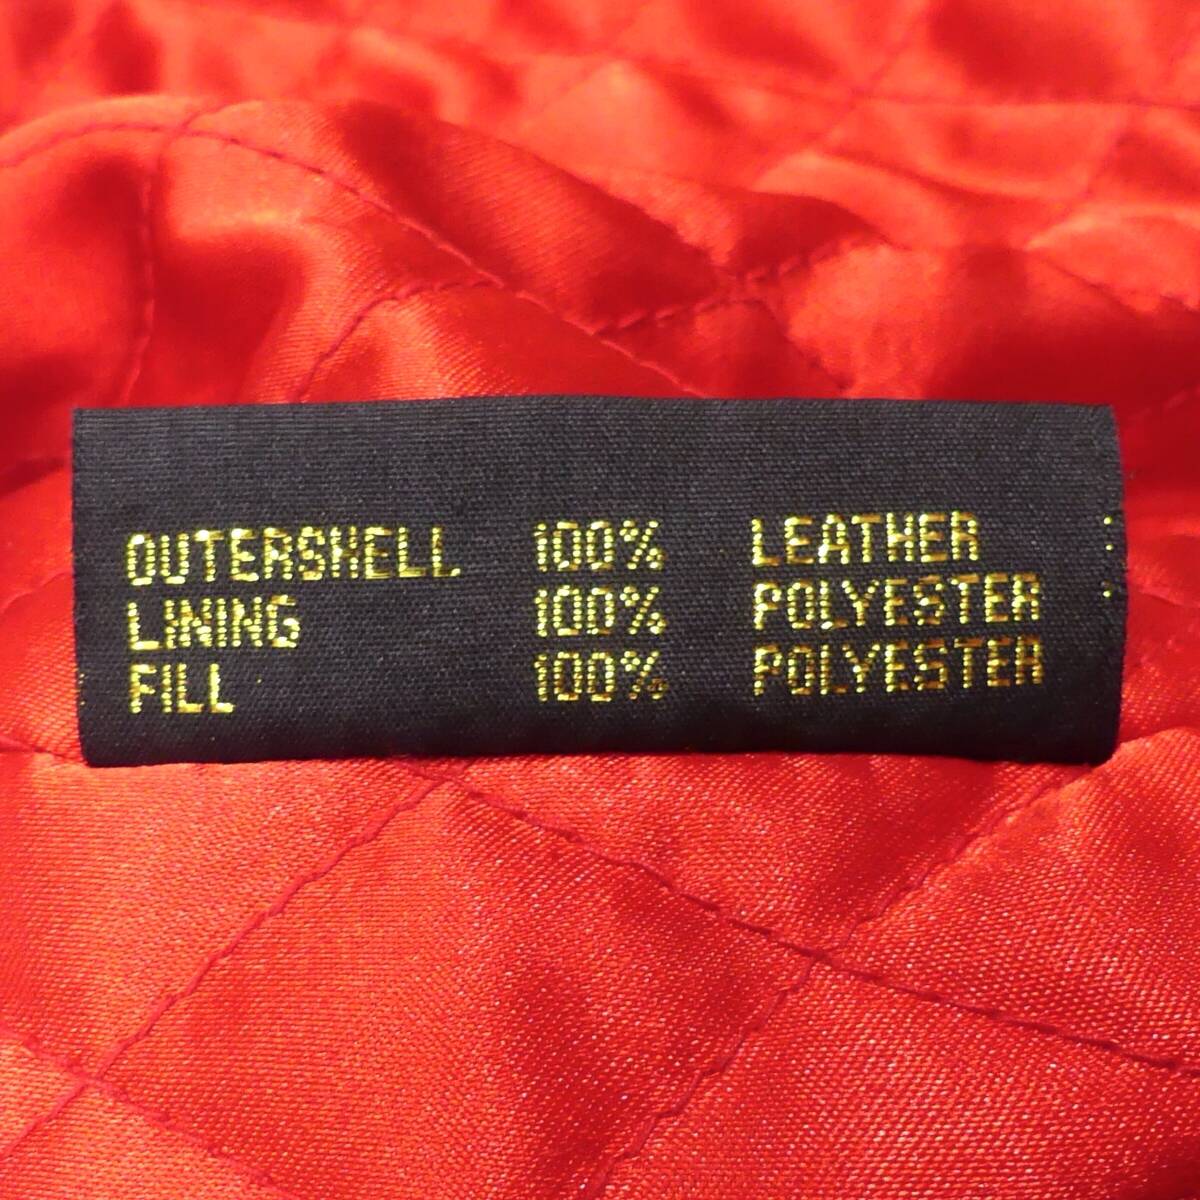 OUTERSHELL 100% LEATHER
LINING 100% POLYESTER
FILL 100% POLYESTER